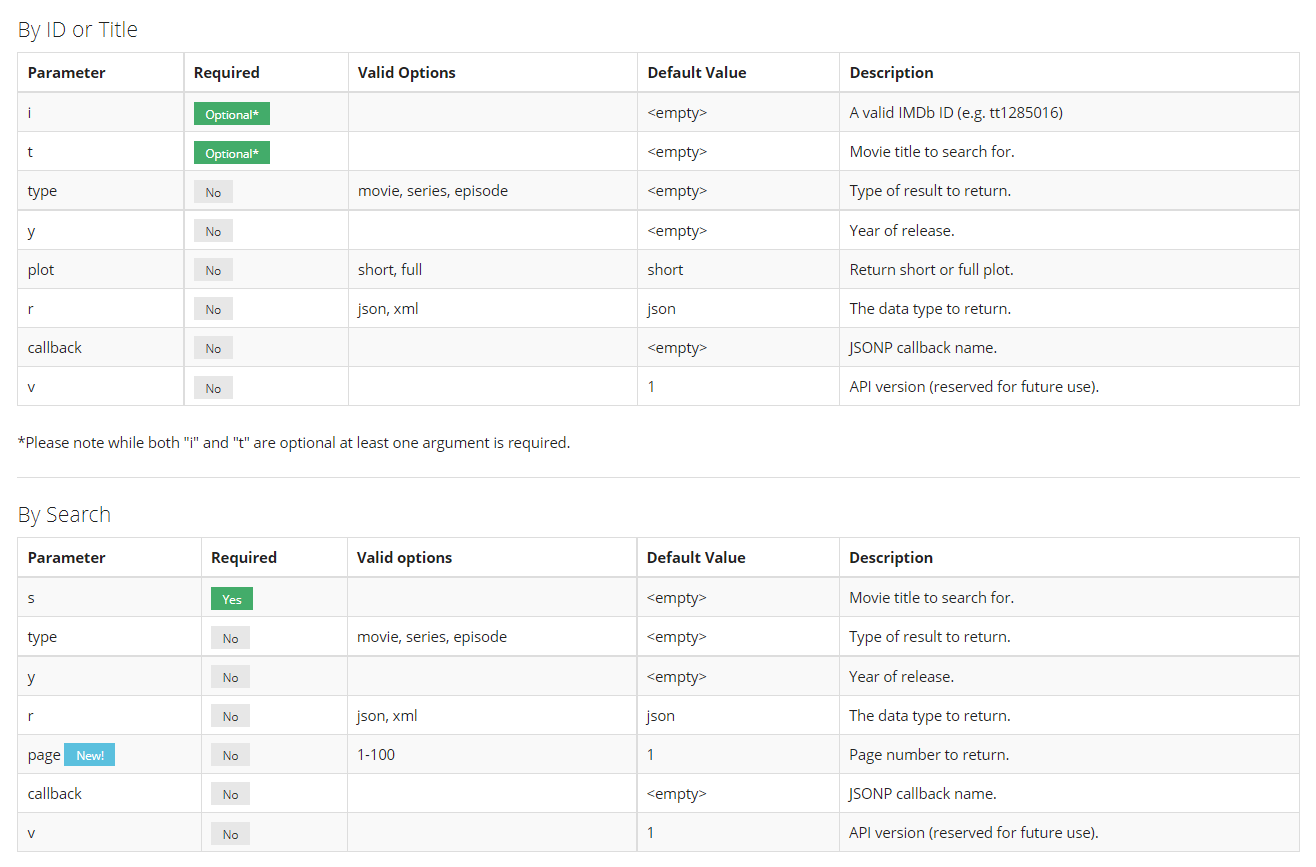 By ID or Title
Parameter Required Valid Options Default Value Description
i Optional* <empty> A valid IMDb ID (e.g. tt1285016)
t Optional* <empty> Movie title to search for.
type No movie, series, episode <empty> Type of result to return.
y No <empty> Year of release.
plot No short, full short Return short or full plot.
r No json, xml json The data type to return.
callback No <empty> JSONP callback name.
v No 1 API version (reserved for future use).
*Please note while both "i" and "t" are optional at least one argument is required.
By Search
Parameter Required Valid options Default Value Description
s Yes <empty> Movie title to search for.
type No movie, series, episode <empty> Type of result to return.
y No <empty> Year of release.
r No json, xml json The data type to return.
page New! No 1-100 1 Page number to return.
callback No <empty> JSONP callback name.
v No 1 API version (reserved for future use).